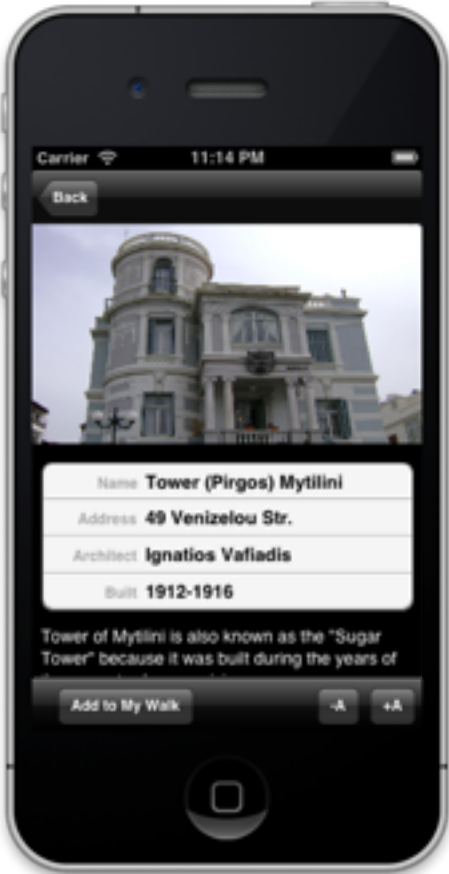 Carrier 11:14 PM
Back
Name Tower (Pirgos) Mytilini
Address 49 Venizelou Str.
Architect Ignatios Vafiadis
Built 1912-1916
Tower of Mytilini is also known as the "Sugar
Tower" because it was built during the years of
Add to My Walk -A +A